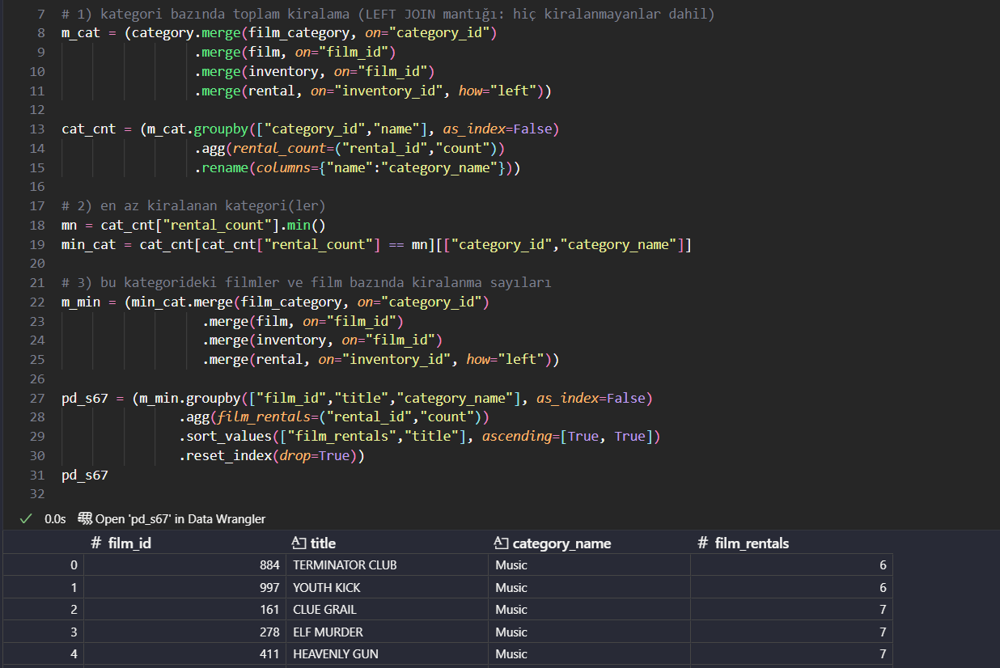 7 # 1) kategori bazında toplam kiralama (LEFT JOIN mantığı: hiç kiralanmayanlar dahil)
8 m_cat = (category.merge(film_category, on="category_id")
9 .merge(film, on="film_id")
10 .merge(inventory, on="film_id")
11 .merge(rental, on="inventory_id", how="left"))
12
13 cat_cnt = (m_cat.groupby(["category_id","name"], as_index=False)
14 .agg(rental_count=("rental_id","count"))
15 .rename(columns={"name":"category_name"}))
16
17 # 2) en az kiralanan kategori(ler)
18 mn = cat_cnt["rental_count"].min()
19 min_cat = cat_cnt[cat_cnt["rental_count"] == mn][["category_id","category_name"]]
20
21 # 3) bu kategorideki filmler ve film bazında kiralanma sayıları
22 m_min = (min_cat.merge(film_category, on="category_id")
23 .merge(film, on="film_id")
24 .merge(inventory, on="film_id")
25 .merge(rental, on="inventory_id", how="left"))
26
27 pd_s67 = (m_min.groupby(["film_id","title","category_name"], as_index=False)
28 .agg(film_rentals=("rental_id","count"))
29 .sort_values(["film_rentals","title"], ascending=[True, True])
30 .reset_index(drop=True))
31 pd_s67
32
0.0s Open 'pd_s67' in Data Wrangler
# film_id title category_name # film_rentals
0 884 TERMINATOR CLUB Music 6
1 997 YOUTH KICK Music 6
2 161 CLUE GRAIL Music 7
3 278 ELF MURDER Music 7
4 411 HEAVENLY GUN Music 7